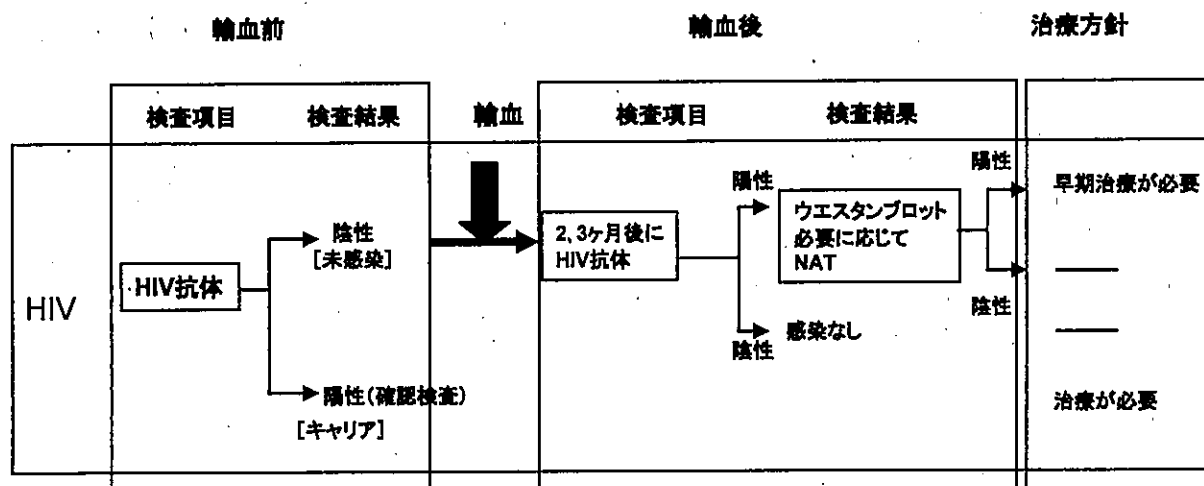 輸血前
輸血後
治療方針
検査項目
検査結果
輸血
検査項目
検査結果
HIV
HIV抗体
陰性
[未感染]
陽性(確認検査)
[キャリア]
2, 3ヶ月後に
HIV抗体
陽性
陰性
ウエスタンブロット
必要に応じて
NAT
感染なし
陽性
陰性
早期治療が必要
治療が必要